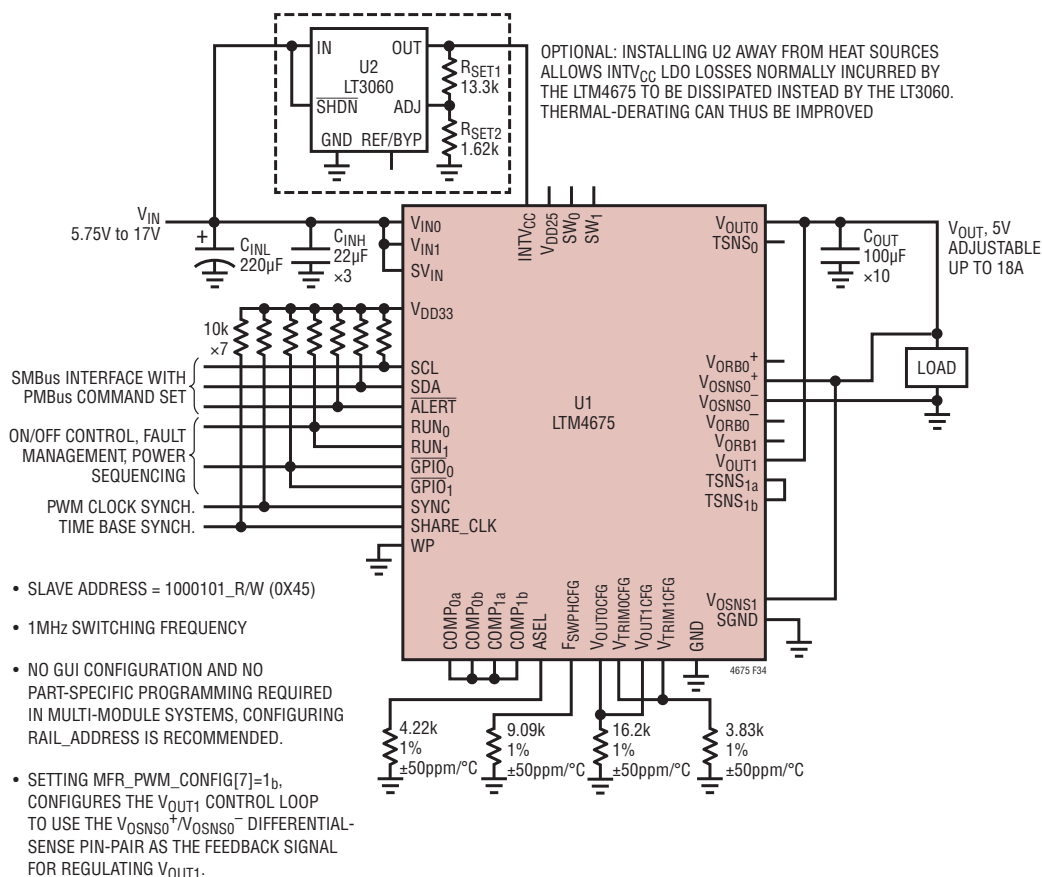 IN
OUT
U2
LT3060
SHDN
ADJ
GND REF/BYP
RSET1
13.3k
RSET2
1.62k
OPTIONAL: INSTALLING U2 AWAY FROM HEAT SOURCES
ALLOWS INTVCC LDO LOSSES NORMALLY INCURRED BY
THE LTM4675 TO BE DISSIPATED INSTEAD BY THE LT3060.
THERMAL-DERATING CAN THUS BE IMPROVED
VIN
5.75V to 17V
+
CINL
220µF
CINH
22µF
×3
10k
×7
SMBus INTERFACE WITH
PMBus COMMAND SET
ON/OFF CONTROL, FAULT
MANAGEMENT, POWER
SEQUENCING
PWM CLOCK SYNCH.
TIME BASE SYNCH.
VIN0
VIN1
SVIN
VDD33
SCL
SDA
ALERT
RUN0
RUN1
GPIO0
GPIO1
SYNC
SHARE_CLK
WP
INTVCC
VDD25
SW0
SW1
U1
LTM4675
VOUT0
TSNS0
VORB0+
VOSNS0+
VOSNS0−
VORB0−
VORB1
VOUT1
TSNS1a
TSNS1b
VOSNS1
SGND
COMP0a
COMP0b
COMP1a
COMP1b
ASEL
FSWPHCFG
VOUT0CFG
VTRIM0CFG
VOUT1CFG
VTRIM1CFG
GND
4675 F34
COUT
100µF
×10
VOUT, 5V
ADJUSTABLE
UP TO 18A
LOAD
4.22k
1%
±50ppm/°C
9.09k
1%
±50ppm/°C
16.2k
1%
±50ppm/°C
3.83k
1%
±50ppm/°C
• SLAVE ADDRESS = 1000101_R/W (0X45)
• 1MHz SWITCHING FREQUENCY
• NO GUI CONFIGURATION AND NO
PART-SPECIFIC PROGRAMMING REQUIRED
IN MULTI-MODULE SYSTEMS, CONFIGURING
RAIL_ADDRESS IS RECOMMENDED.
• SETTING MFR_PWM_CONFIG[7]=1b,
CONFIGURES THE VOUT1 CONTROL LOOP
TO USE THE VOSNS0+/VOSNS0− DIFFERENTIAL-
SENSE PIN-PAIR AS THE FEEDBACK SIGNAL
FOR REGULATING VOUT1.